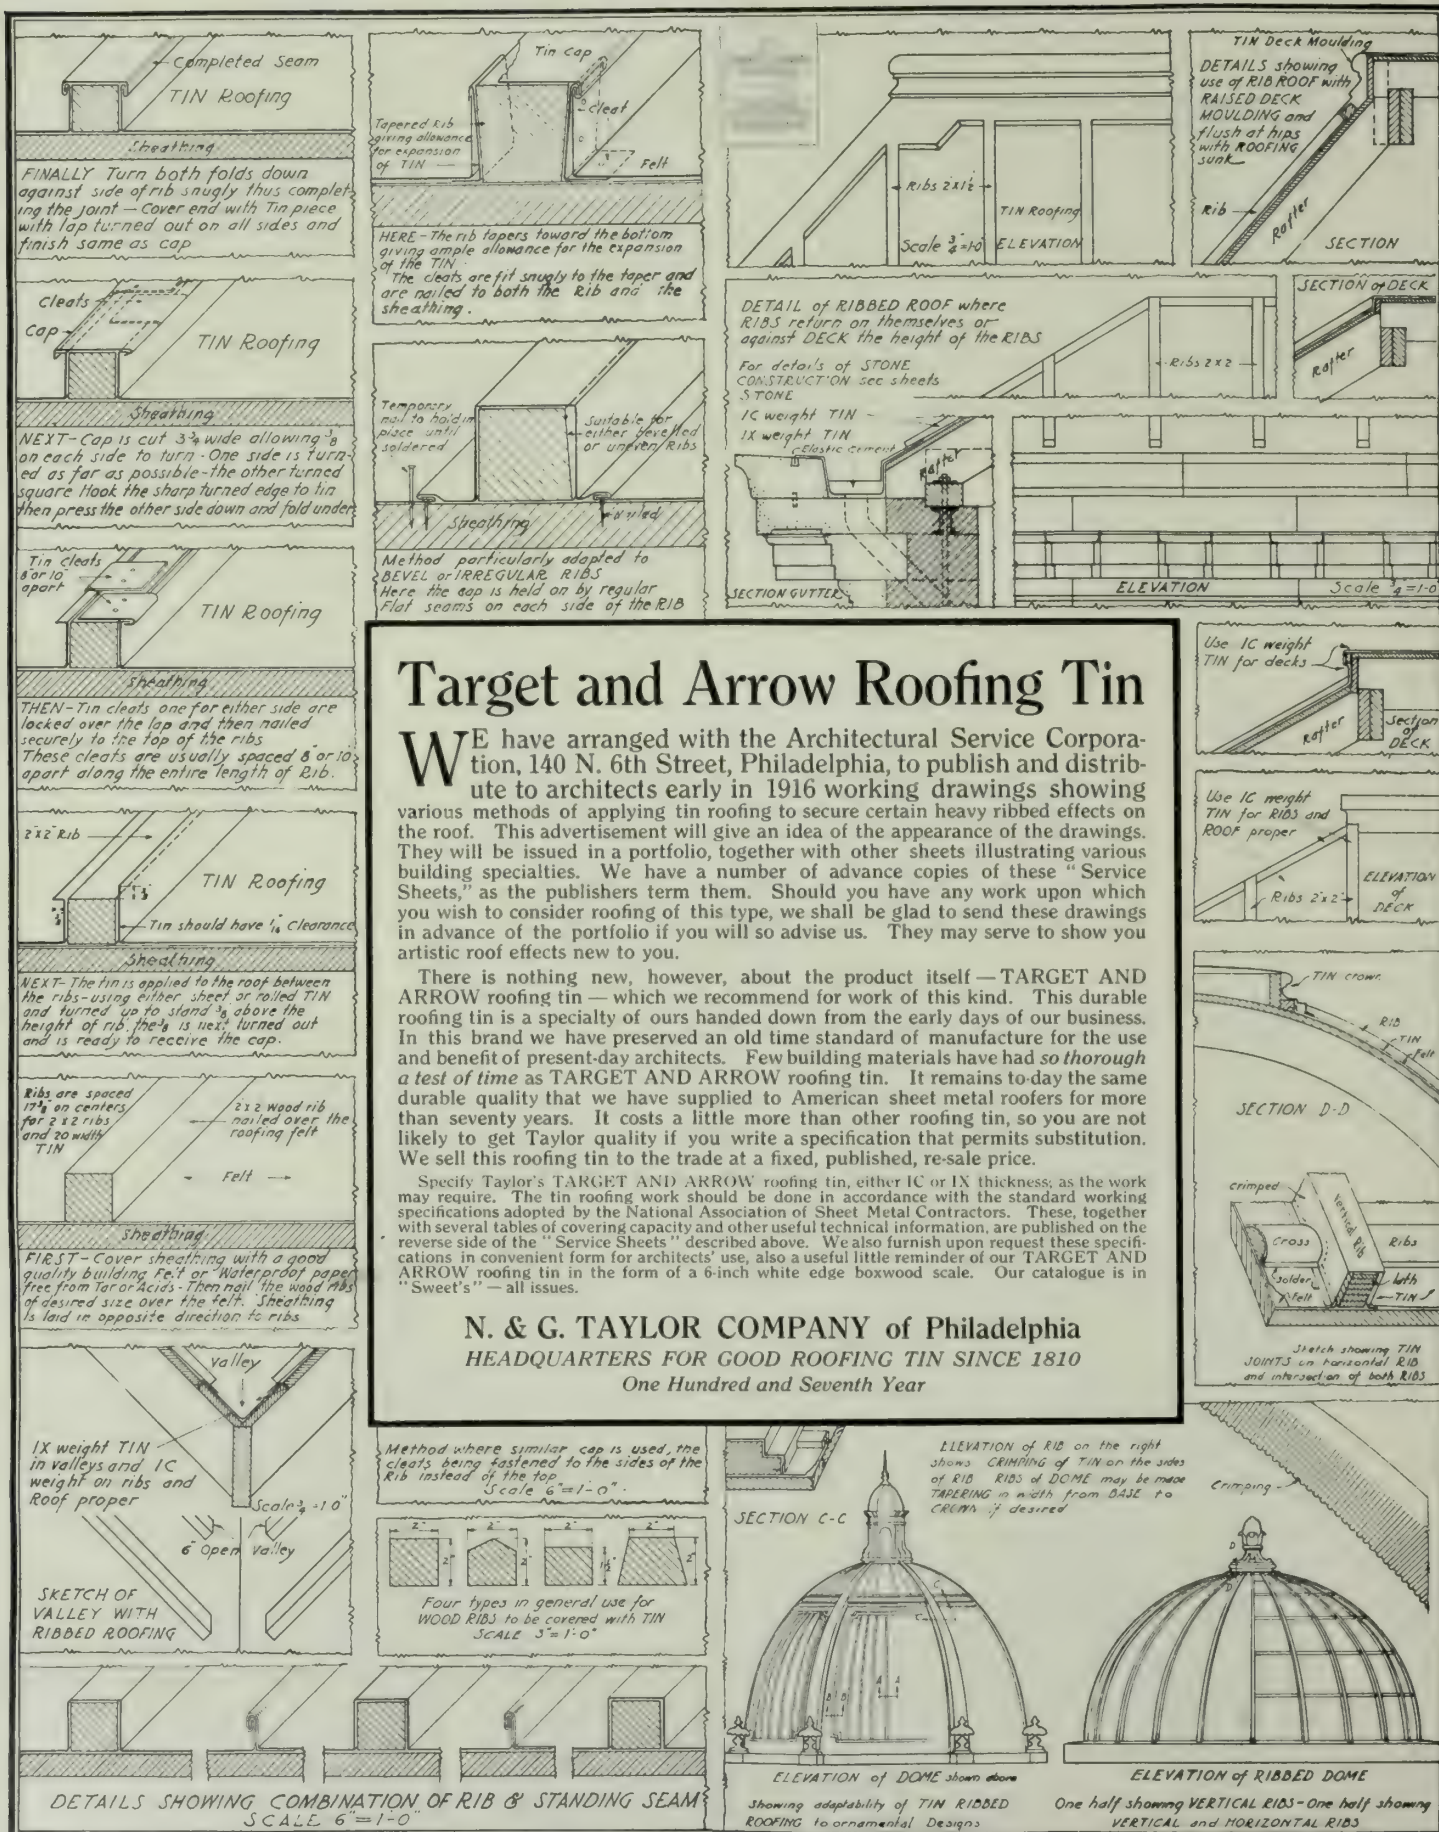 Completed Seam
TIN Roofing
Sheathing
FINALLY Turn both folds down
against side of rib snugly thus complet-
ing the joint — Cover end with Tin piece
with lap turned out on all sides and
finish same as cap
Cleats
Cap
TIN Roofing
Sheathing
NEXT - Cap is cut 3¾" wide allowing ⅜"
on each side to turn - One side is turn-
ed as far as possible - the other turned
square Hook the sharp turned edge to tin
then press the other side down and fold under
Tin cleats
8" or 10"
apart
TIN Roofing
Sheathing
THEN - Tin cleats one for either side are
locked over the lap and then nailed
securely to the top of the ribs
These cleats are usually spaced 8" or 10"
apart along the entire length of Rib.
2"x2" Rib
TIN Roofing
Tin should have 1/16" Clearance
Sheathing
NEXT - The tin is applied to the roof between
the ribs - using either sheet or rolled TIN
and turned up to stand ⅜" above the
height of rib, the ⅜" is next turned out
and is ready to receive the cap.
Ribs are spaced
17⅜" on centers
for 2"x2" ribs
and 20" width
TIN
2"x2" wood rib
nailed over the
roofing felt
Felt
Sheathing
FIRST - Cover sheathing with a good
quality building Felt or Waterproof paper
free from Tar or Acids - Then nail the wood ribs
of desired size over the felt. Sheathing
is laid in opposite direction to ribs
Valley
IX weight TIN
in valleys and IC
weight on ribs and
Roof proper
Scale ¾"=1'-0"
6" Open Valley
SKETCH OF
VALLEY WITH
RIBBED ROOFING
Tin Cap
Cleat
Tapered Rib
giving allowance
for expansion
of TIN
Felt
HERE - The rib tapers toward the bottom
giving ample allowance for the expansion
of the TIN
The cleats are fit snugly to the taper and
are nailed to both the Rib and the
sheathing.
Temporary
nail to hold in
place until
soldered
Suitable for
either bevelled
or uneven Ribs
Sheathing
Nailed
Method particularly adapted to
BEVEL or IRREGULAR RIBS
Here the cap is held on by regular
Flat seams on each side of the RIB
Ribs 2"x1½"
TIN Roofing
Scale ¾"=1'-0"
ELEVATION
TIN Deck Moulding
DETAILS showing
use of RIB ROOF with
RAISED DECK
MOULDING and
flush at hips
with ROOFING
sunk
Rib
Rafter
SECTION
DETAIL of RIBBED ROOF where
RIBS return on themselves or
against DECK the height of the RIBS
For details of STONE
CONSTRUCTION see sheets
STONE
IC weight TIN
IX weight TIN
Elastic Cement
Rafter
SECTION GUTTER
Ribs 2"x2"
SECTION of DECK
Rafter
ELEVATION
Scale ¾"=1'-0"
Target and Arrow Roofing Tin
WE have arranged with the Architectural Service Corpora-
tion, 140 N. 6th Street, Philadelphia, to publish and distrib-
ute to architects early in 1916 working drawings showing
various methods of applying tin roofing to secure certain heavy ribbed effects on
the roof. This advertisement will give an idea of the appearance of the drawings.
They will be issued in a portfolio, together with other sheets illustrating various
building specialties. We have a number of advance copies of these "Service
Sheets," as the publishers term them. Should you have any work upon which
you wish to consider roofing of this type, we shall be glad to send these drawings
in advance of the portfolio if you will so advise us. They may serve to show you
artistic roof effects new to you.
There is nothing new, however, about the product itself — TARGET AND
ARROW roofing tin — which we recommend for work of this kind. This durable
roofing tin is a specialty of ours handed down from the early days of our business.
In this brand we have preserved an old time standard of manufacture for the use
and benefit of present-day architects. Few building materials have had so thorough
a test of time as TARGET AND ARROW roofing tin. It remains to-day the same
durable quality that we have supplied to American sheet metal roofers for more
than seventy years. It costs a little more than other roofing tin, so you are not
likely to get Taylor quality if you write a specification that permits substitution.
We sell this roofing tin to the trade at a fixed, published, re-sale price.
Specify Taylor's TARGET AND ARROW roofing tin, either IC or IX thickness, as the work
may require. The tin roofing work should be done in accordance with the standard working
specifications adopted by the National Association of Sheet Metal Contractors. These, together
with several tables of covering capacity and other useful technical information, are published on the
reverse side of the "Service Sheets" described above. We also furnish upon request these specifi-
cations in convenient form for architects' use, also a useful little reminder of our TARGET AND
ARROW roofing tin in the form of a 6-inch white edge boxwood scale. Our catalogue is in
"Sweet's" — all issues.
N. & G. TAYLOR COMPANY of Philadelphia
HEADQUARTERS FOR GOOD ROOFING TIN SINCE 1810
One Hundred and Seventh Year
Use IC weight
TIN for decks
Rafter
Section
of
DECK
Use IC weight
TIN for RIBS and
ROOF proper
Ribs 2"x2"
ELEVATION
of
DECK
TIN crown
RIB
TIN
Felt
SECTION D-D
Crimped
Vertical Rib
Cross
Ribs
solder
Felt
loth
TIN
Sketch showing TIN
JOINTS on horizontal RIB
and intersection of both RIBS
Method where similar cap is used, the
cleats being fastened to the sides of the
Rib instead of the top
Scale 6"=1'-0"
2" 2" 2" 2"
2" 2" 1½" 2"
Four types in general use for
WOOD RIBS to be covered with TIN
SCALE 3"=1'-0"
DETAILS SHOWING COMBINATION OF RIB & STANDING SEAM
SCALE 6"=1'-0"
SECTION C-C
ELEVATION of RIB on the right
shows CRIMPING of TIN on the sides
of RIB RIBS of DOME may be made
TAPERING in width from BASE to
CROWN if desired
Crimping
C
C
A A
B B
D
D
ELEVATION of DOME shown above
Showing adaptability of TIN RIBBED
ROOFING to ornamental Designs
ELEVATION of RIBBED DOME
One half showing VERTICAL RIBS - One half showing
VERTICAL and HORIZONTAL RIBS